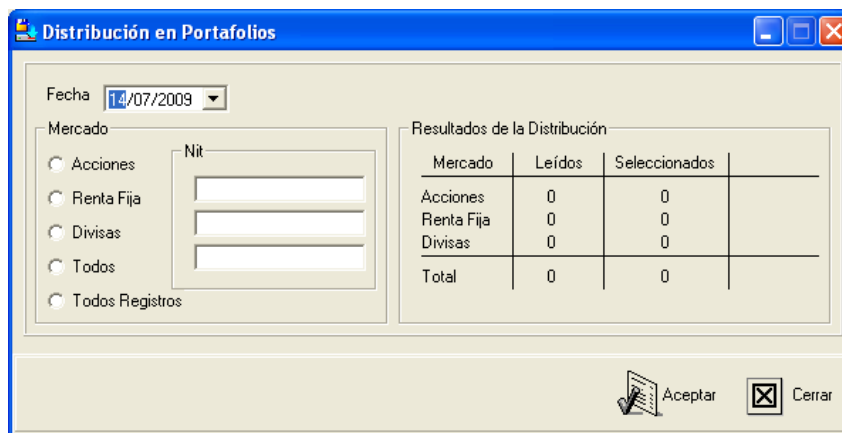 Distribución en Portafolios
Fecha 14/07/2009
Mercado
Nit
Acciones
Renta Fija
Divisas
Todos
Todos Registros
Resultados de la Distribución
Mercado Leídos Seleccionados
Acciones 0 0
Renta Fija 0 0
Divisas 0 0
Total 0 0
Aceptar Cerrar